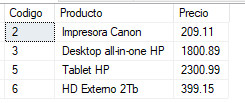 Codigo Producto Precio
2 Impresora Canon 209.11
3 Desktop all-in-one HP 1800.89
5 Tablet HP 2300.99
6 HD Externo 2Tb 399.15